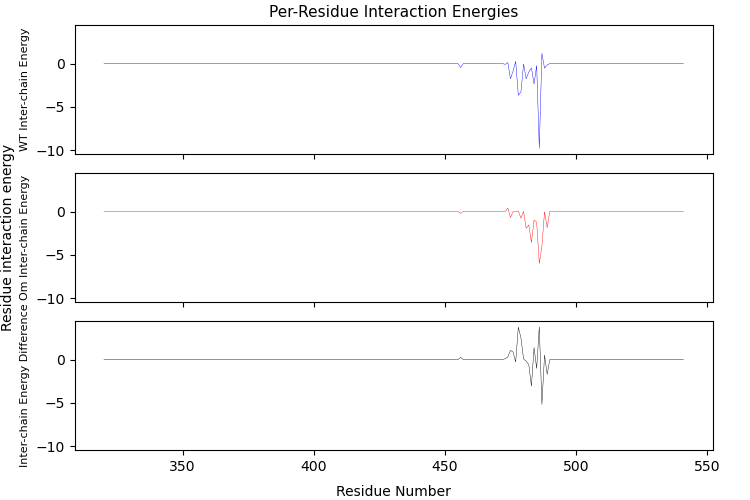 Per-Residue Interaction Energies
Residue interaction energy
WT Inter-chain Energy
0
−5
−10
Om Inter-chain Energy
0
−5
−10
Inter-chain Energy Difference
0
−5
−10
350
400
450
500
550
Residue Number